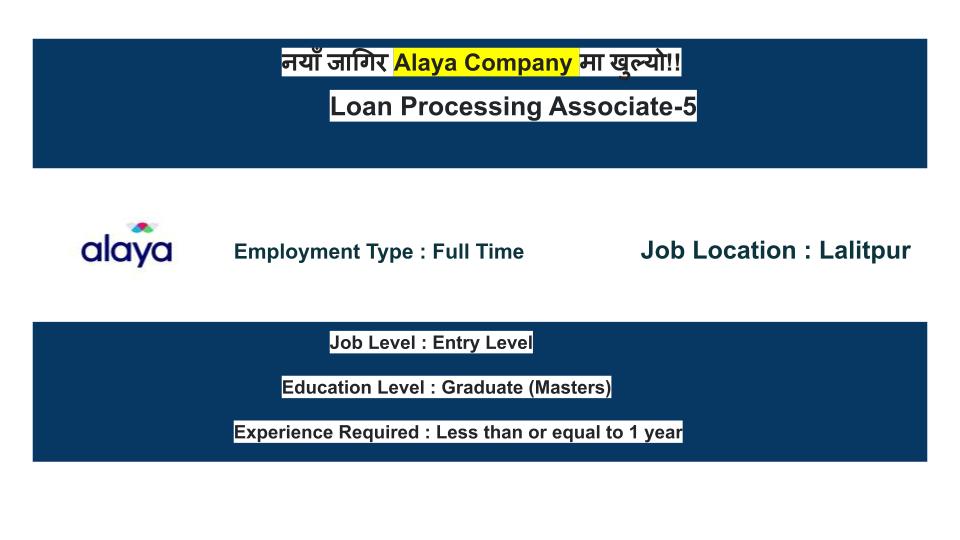 नयाँ जागिर Alaya Company मा खुल्यो!!
Loan Processing Associate-5
alaya
Employment Type : Full Time
Job Location : Lalitpur
Job Level : Entry Level
Education Level : Graduate (Masters)
Experience Required : Less than or equal to 1 year